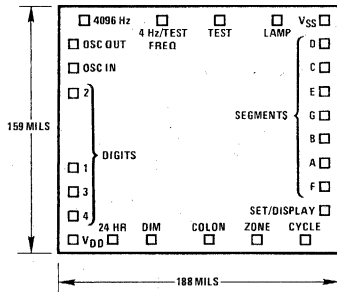 4096 Hz
4 Hz/TEST FREQ
TEST
LAMP
VSS
OSC OUT
OSC IN
2
DIGITS
1
3
4
VDD
D
C
E
G
B
A
F
SEGMENTS
SET/DISPLAY
24 HR
DIM
COLON
ZONE
CYCLE
159 MILS
188 MILS